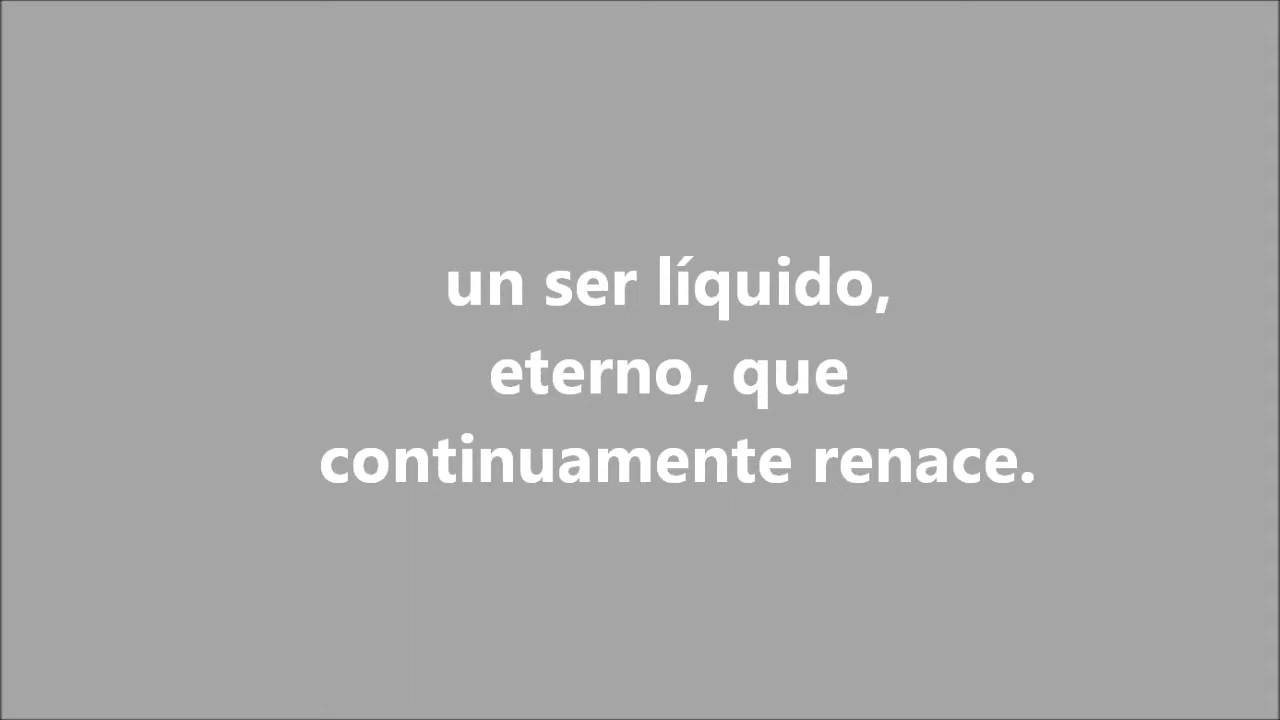 un ser líquido,
eterno, que
continuamente renace.